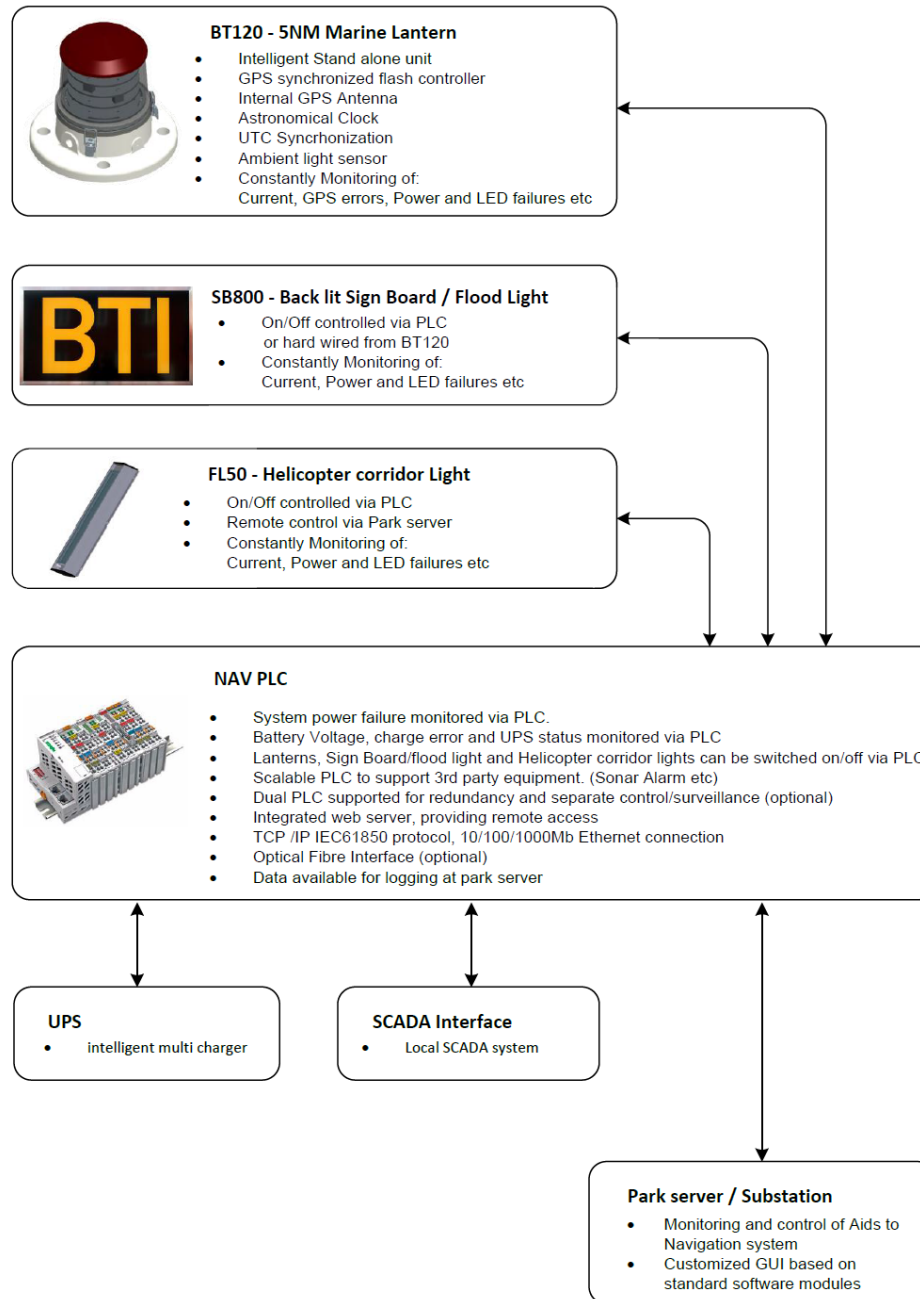 BT120 - 5NM Marine Lantern
• Intelligent Stand alone unit
• GPS synchronized flash controller
• Internal GPS Antenna
• Astronomical Clock
• UTC Syncrhonization
• Ambient light sensor
• Constantly Monitoring of:
Current, GPS errors, Power and LED failures etc
BTI
SB800 - Back lit Sign Board / Flood Light
• On/Off controlled via PLC
or hard wired from BT120
• Constantly Monitoring of:
Current, Power and LED failures etc
FL50 - Helicopter corridor Light
• On/Off controlled via PLC
• Remote control via Park server
• Constantly Monitoring of:
Current, Power and LED failures etc
NAV PLC
• System power failure monitored via PLC.
• Battery Voltage, charge error and UPS status monitored via PLC
• Lanterns, Sign Board/flood light and Helicopter corridor lights can be switched on/off via PLC
• Scalable PLC to support 3rd party equipment. (Sonar Alarm etc)
• Dual PLC supported for redundancy and separate control/surveillance (optional)
• Integrated web server, providing remote access
• TCP /IP IEC61850 protocol, 10/100/1000Mb Ethernet connection
• Optical Fibre Interface (optional)
• Data available for logging at park server
UPS
• intelligent multi charger
SCADA Interface
• Local SCADA system
Park server / Substation
• Monitoring and control of Aids to
Navigation system
• Customized GUI based on
standard software modules